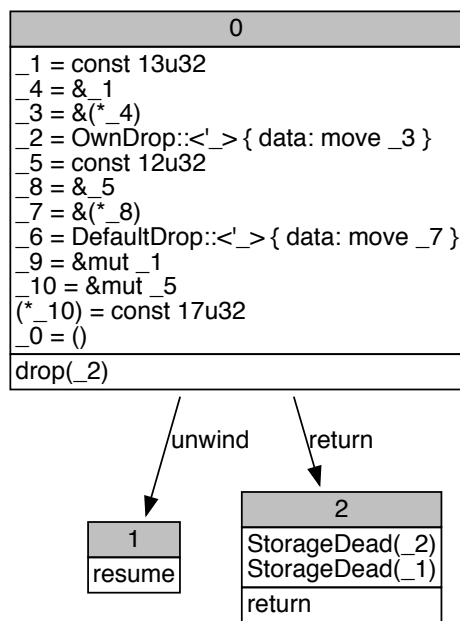 0
_1 = const 13u32
_4 = &_1
_3 = &(*_4)
_2 = OwnDrop::<'_> { data: move _3 }
_5 = const 12u32
_8 = &_5
_7 = &(*_8)
_6 = DefaultDrop::<'_> { data: move _7 }
_9 = &mut _1
_10 = &mut _5
(*_10) = const 17u32
_0 = ()
drop(_2)
unwind
return
1
resume
2
StorageDead(_2)
StorageDead(_1)
return